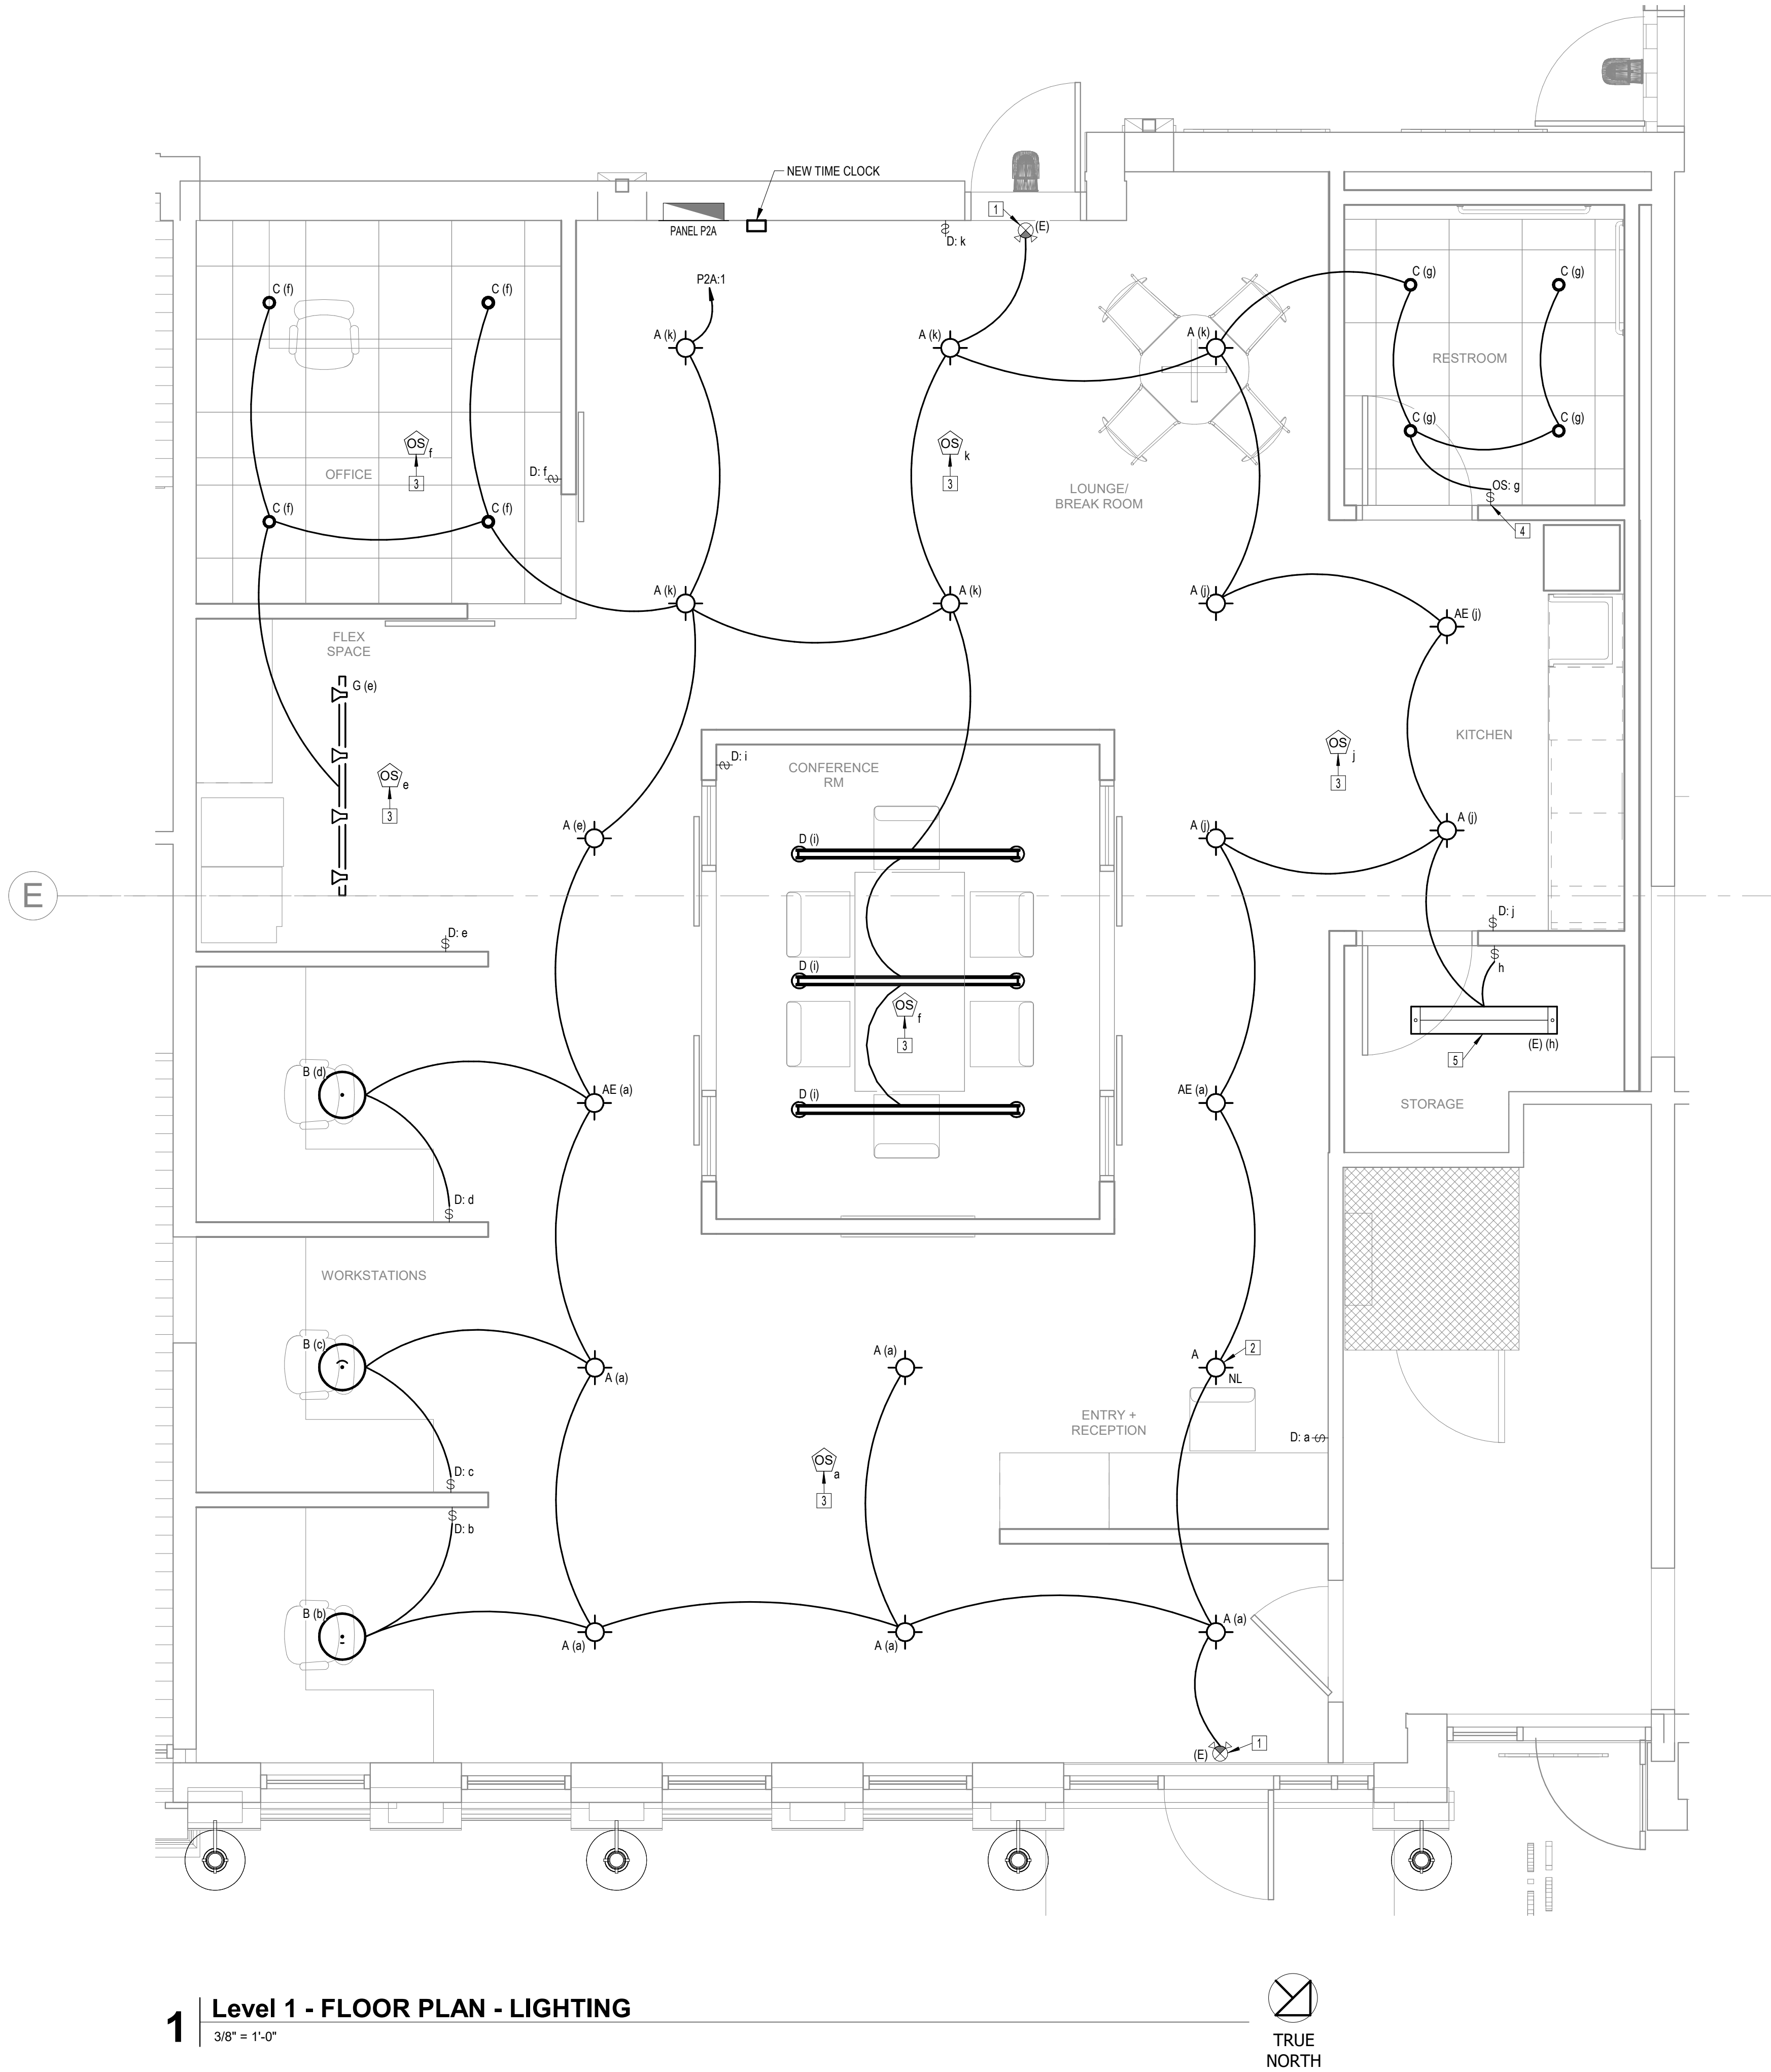 NEW TIME CLOCK
PANEL P2A
1
(E)
D: k
P2A:1
C (f)
C (f)
A (k)
A (k)
A (k)
C (g)
C (g)
RESTROOM
C (g)
C (g)
OS
f
3
OFFICE
D: f
OS
k
3
LOUNGE/
BREAK ROOM
OS: g
4
C (f)
C (f)
A (k)
A (k)
A (j)
AE (j)
FLEX
SPACE
G (e)
OS
e
3
D: i
CONFERENCE
RM
OS
j
3
KITCHEN
A (e)
D (i)
A (j)
A (j)
E
D: e
D (i)
D: j
h
OS
f
3
(E) (h)
5
B (d)
AE (a)
D (i)
AE (a)
STORAGE
D: d
WORKSTATIONS
B (c)
A (a)
A (a)
A
2
NL
ENTRY +
RECEPTION
D: a
D: c
OS
a
3
D: b
B (b)
A (a)
A (a)
A (a)
(E)
1
1
Level 1 - FLOOR PLAN - LIGHTING
3/8" = 1'-0"
TRUE
NORTH